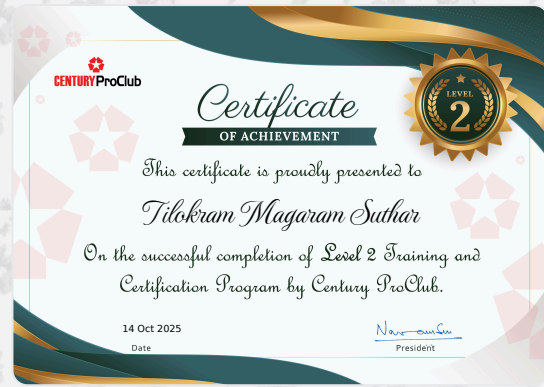 CENTURY ProClub
LEVEL
2
Certificate
OF ACHIEVEMENT
This certificate is proudly presented to
Tilokram Magaram Suthar
On the successful completion of Level 2 Training and
Certification Program by Century ProClub.
14 Oct 2025
Date
President